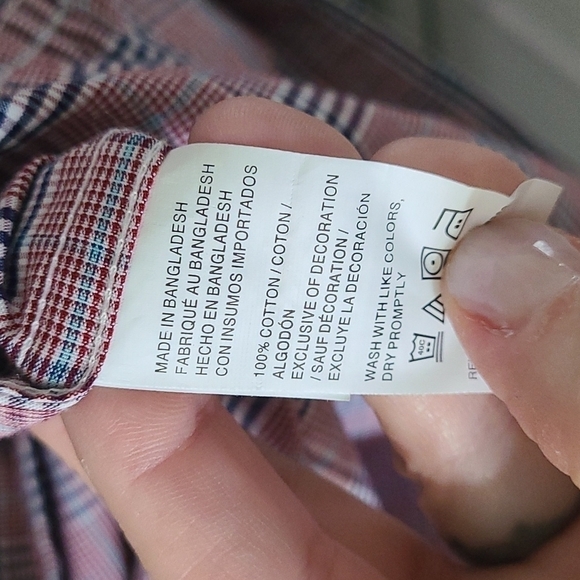 MADE IN BANGLADESH
FABRIQUÉ AU BANGLADESH
HECHO EN BANGLADESH
CON INSUMOS IMPORTADOS
100% COTTON / COTON /
ALGODÓN
EXCLUSIVE OF DECORATION
/ SAUF DÉCORATION /
EXCLUYE LA DECORACIÓN
WASH WITH LIKE COLORS,
DRY PROMPTLY
40C